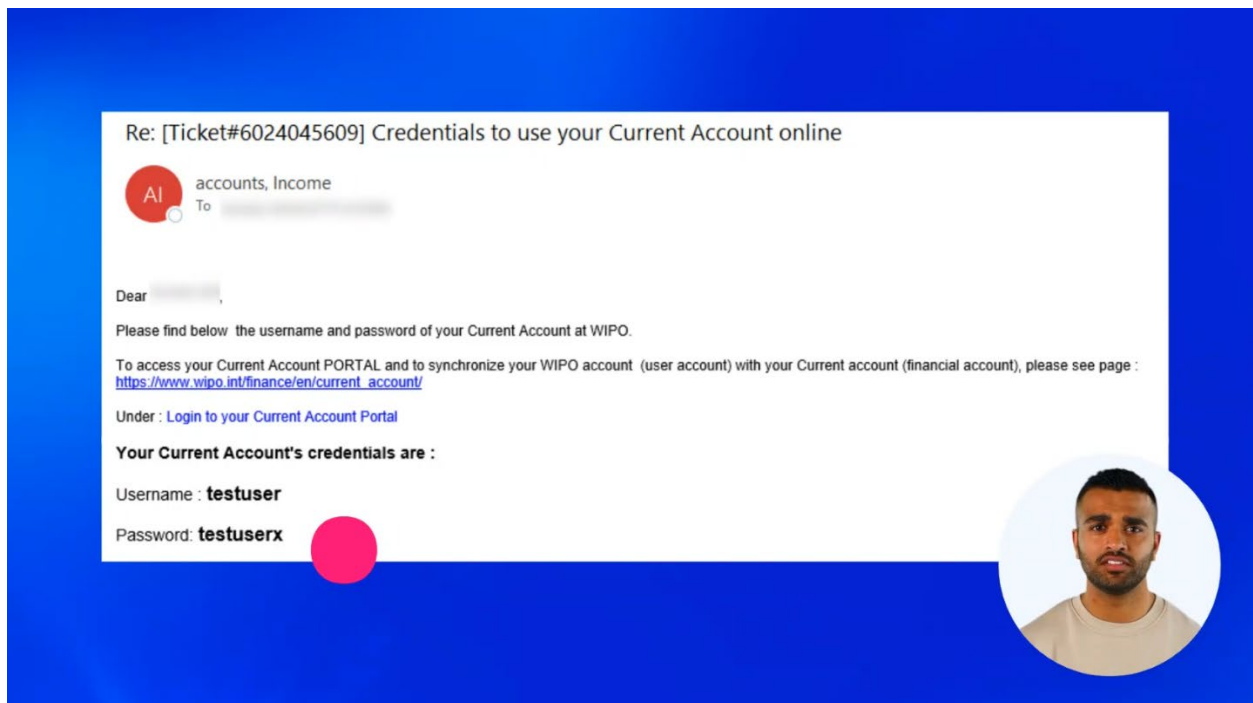 Re: [Ticket#6024045609] Credentials to use your Current Account online
AI
accounts, Income
To
Dear ,
Please find below the username and password of your Current Account at WIPO.
To access your Current Account PORTAL and to synchronize your WIPO account (user account) with your Current account (financial account), please see page :
https://www.wipo.int/finance/en/current_account/
Under : Login to your Current Account Portal
Your Current Account's credentials are :
Username : testuser
Password: testuserx